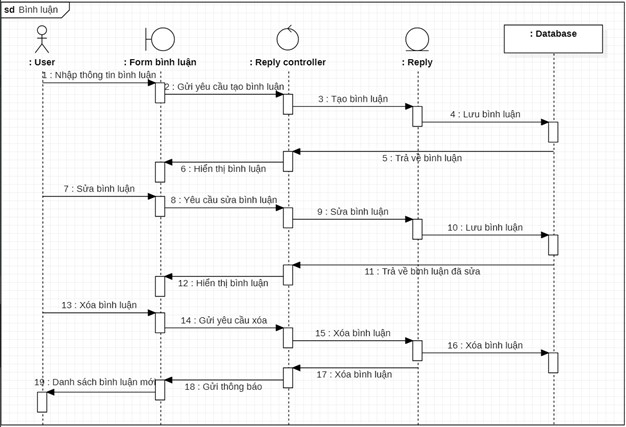 sd Bình luận
: User
: Form bình luận
: Reply controller
: Reply
: Database
1 : Nhập thông tin bình luận
2 : Gửi yêu cầu tạo bình luận
3 : Tạo bình luận
4 : Lưu bình luận
5 : Trả về bình luận
6 : Hiển thị bình luận
7 : Sửa bình luận
8 : Yêu cầu sửa bình luận
9 : Sửa bình luận
10 : Lưu bình luận
11 : Trả về bình luận đã sửa
12 : Hiển thị bình luận
13 : Xóa bình luận
14 : Gửi yêu cầu xóa
15 : Xóa bình luận
16 : Xóa bình luận
17 : Xóa bình luận
18 : Gửi thông báo
19 : Danh sách bình luận mới